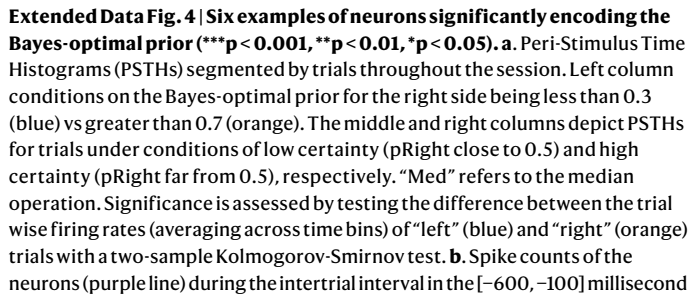 Extended Data Fig. 4 | Six examples of neurons significantly encoding the
Bayes-optimal prior (***p < 0.001, **p < 0.01, *p < 0.05). a. Peri-Stimulus Time
Histograms (PSTHs) segmented by trials throughout the session. Left column
conditions on the Bayes-optimal prior for the right side being less than 0.3
(blue) vs greater than 0.7 (orange). The middle and right columns depict PSTHs
for trials under conditions of low certainty (pRight close to 0.5) and high
certainty (pRight far from 0.5), respectively. “Med” refers to the median
operation. Significance is assessed by testing the difference between the trial
wise firing rates (averaging across time bins) of “left” (blue) and “right” (orange)
trials with a two-sample Kolmogorov-Smirnov test. b. Spike counts of the
neurons (purple line) during the intertrial interval in the [−600, −100] millisecond